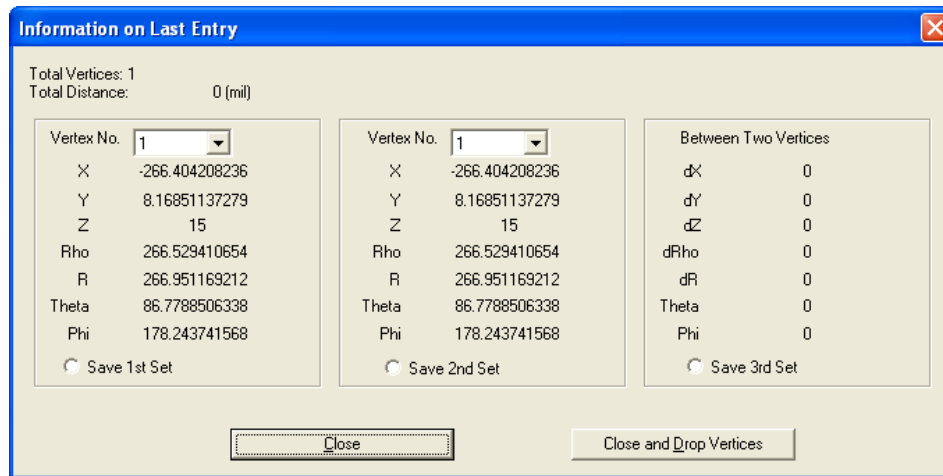 Information on Last Entry
Total Vertices: 1
Total Distance: 0 (mil)
Vertex No. 1
X -266.404208236
Y 8.16851137279
Z 15
Rho 266.529410654
R 266.951169212
Theta 86.7788506338
Phi 178.243741568
Save 1st Set
Vertex No. 1
X -266.404208236
Y 8.16851137279
Z 15
Rho 266.529410654
R 266.951169212
Theta 86.7788506338
Phi 178.243741568
Save 2nd Set
Between Two Vertices
dX 0
dY 0
dZ 0
dRho 0
dR 0
Theta 0
Phi 0
Save 3rd Set
Close
Close and Drop Vertices